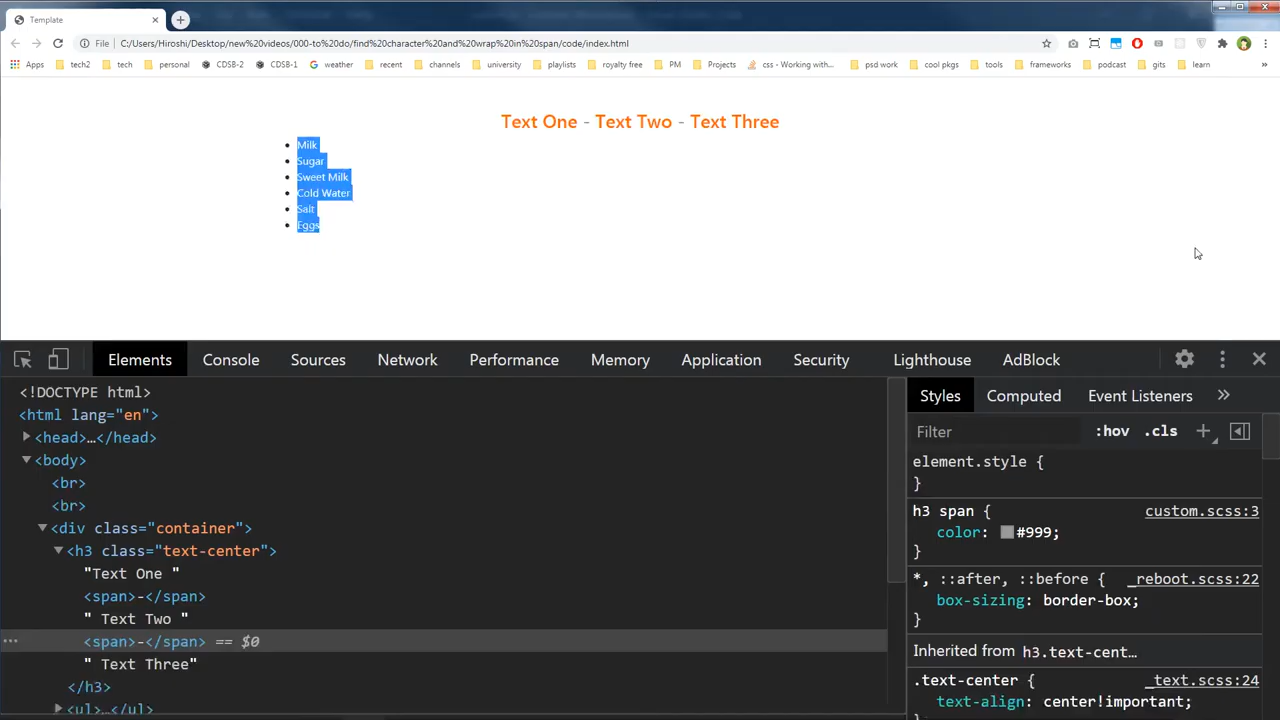 Template
File C:/Users/Hiroshi/Desktop/new%20videos/000-to%20do/find%20character%20and%20wrap%20in%20span/code/index.html
Apps tech2 tech personal CDSB-2 CDSB-1 weather recent channels university playlists royalty free PM Projects css - Working with... psd work cool pkgs tools frameworks podcast gits learn »
Text One - Text Two - Text Three
Milk
Sugar
Sweet Milk
Cold Water
Salt
Eggs
Elements Console Sources Network Performance Memory Application Security Lighthouse AdBlock
<!DOCTYPE html>
<html lang="en">
<head>…</head>
<body>
<br>
<br>
<div class="container">
<h3 class="text-center">
"Text One "
<span>-</span>
" Text Two "
<span>-</span> == $0
" Text Three"
</h3>
<ul>…</ul>
Styles Computed Event Listeners »
Filter :hov .cls +
element.style {
}
h3 span { custom.scss:3
color: #999;
}
*, ::after, ::before { _reboot.scss:22
box-sizing: border-box;
}
Inherited from h3.text-cent…
.text-center { _text.scss:24
text-align: center!important;